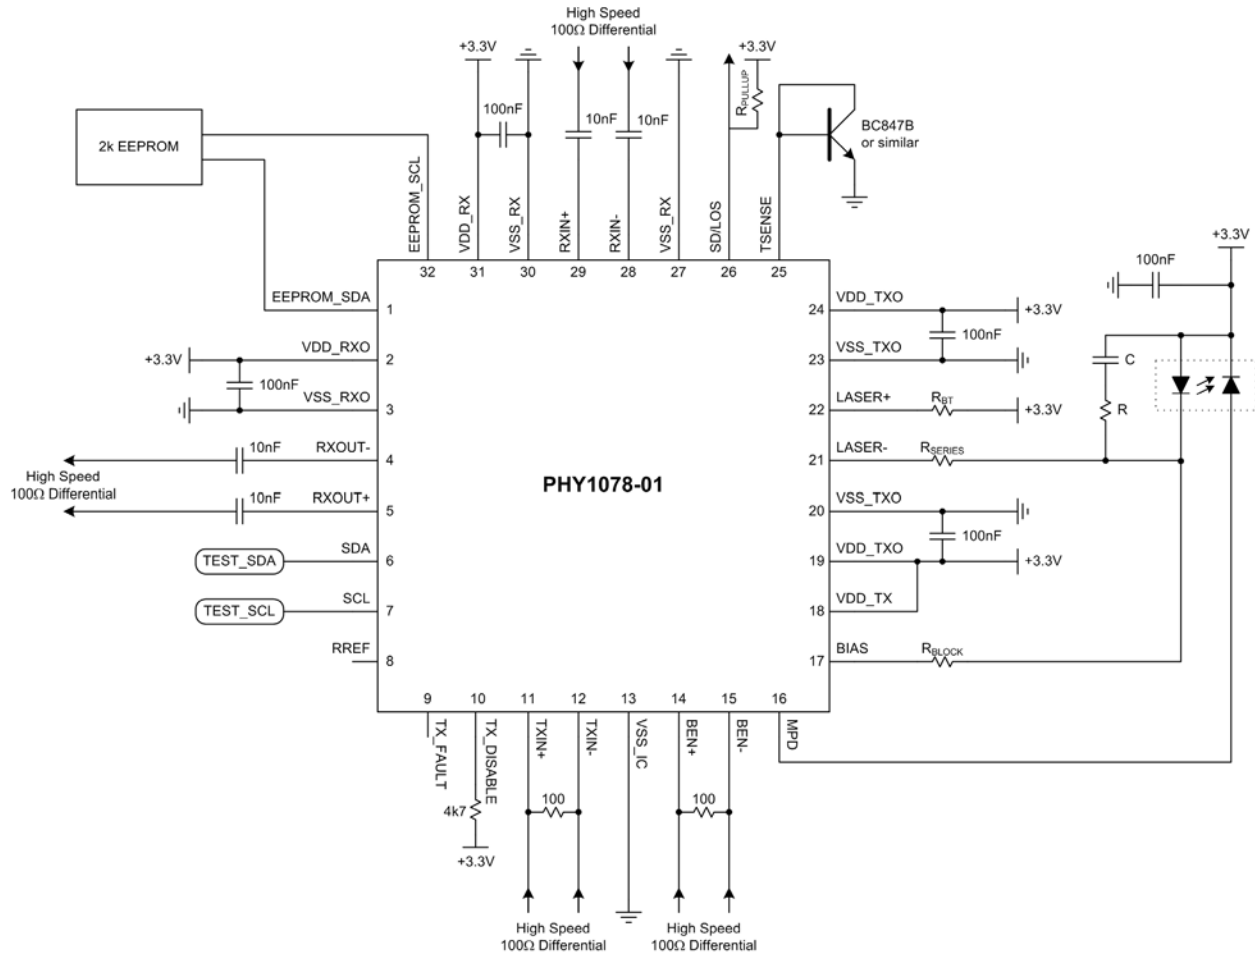 High Speed
100Ω Differential
+3.3V
+3.3V
100nF
10nF
10nF
R_PULLUP
BC847B
or similar
2k EEPROM
EEPROM_SCL
VDD_RX
VSS_RX
RXIN+
RXIN-
VSS_RX
SD/LOS
TSENSE
32
31
30
29
28
27
26
25
+3.3V
100nF
EEPROM_SDA
1
24
VDD_TXO
+3.3V
100nF
+3.3V
VDD_RXO
2
23
VSS_TXO
C
100nF
VSS_RXO
3
22
LASER+
R_BT
+3.3V
R
10nF
RXOUT-
4
21
LASER-
R_SERIES
High Speed
100Ω Differential
PHY1078-01
10nF
RXOUT+
5
20
VSS_TXO
100nF
TEST_SDA
SDA
6
19
VDD_TXO
+3.3V
TEST_SCL
SCL
7
18
VDD_TX
RREF
8
17
BIAS
R_BLOCK
9
10
11
12
13
14
15
16
TX_FAULT
TX_DISABLE
TXIN+
TXIN-
VSS_IC
BEN+
BEN-
MPD
4k7
100
100
+3.3V
High Speed
100Ω Differential
High Speed
100Ω Differential